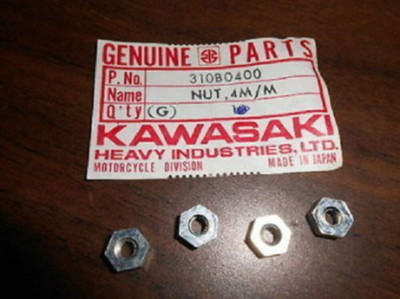 GENUINE PARTS
P.No. 310B0400
Name NUT,4M/M
Q'ty (G)
KAWASAKI
HEAVY INDUSTRIES, LTD.
MOTORCYCLE DIVISION MADE IN JAPAN